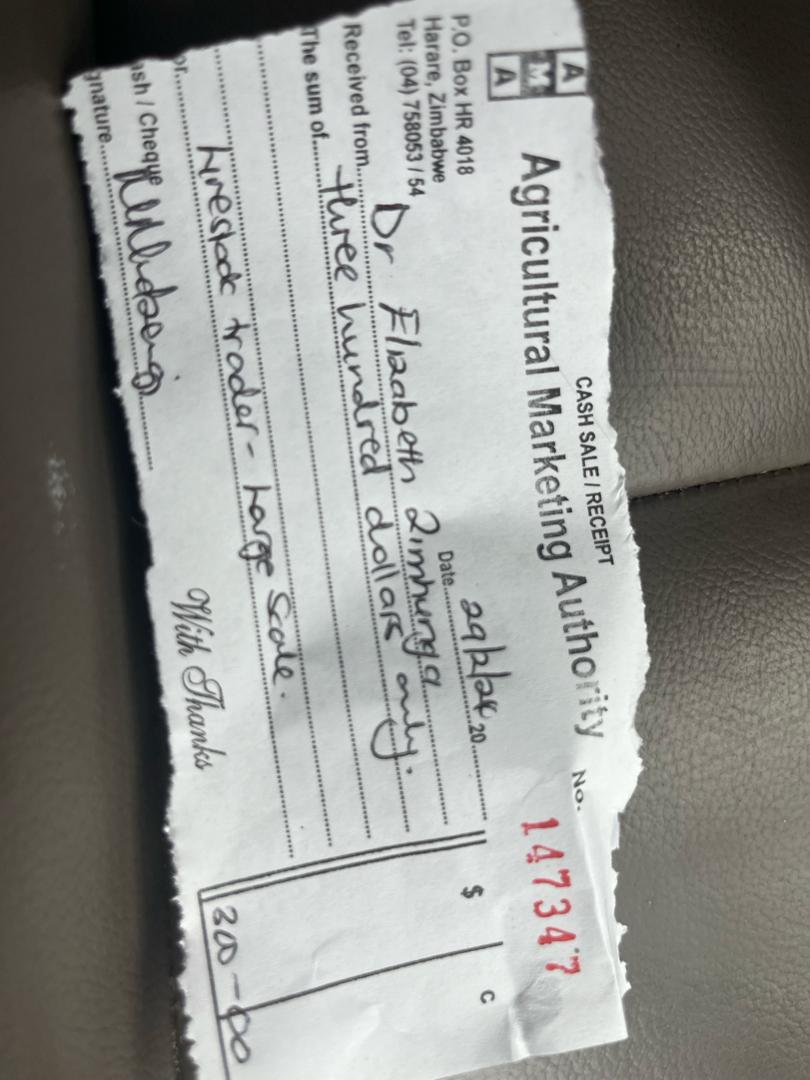 CASH SALE / RECEIPT
A
M
A
Agricultural Marketing Authority No. 147347
P.O. Box HR 4018
Harare, Zimbabwe
Tel: (04) 758053 / 54
Date 29/2/24 20
$ c
Received from Dr Elizabeth Zimhunga
The sum of three hundred dollars only.
or Livestock trader - Large Scale.
ash / Cheque
300-00
gnature
With Thanks